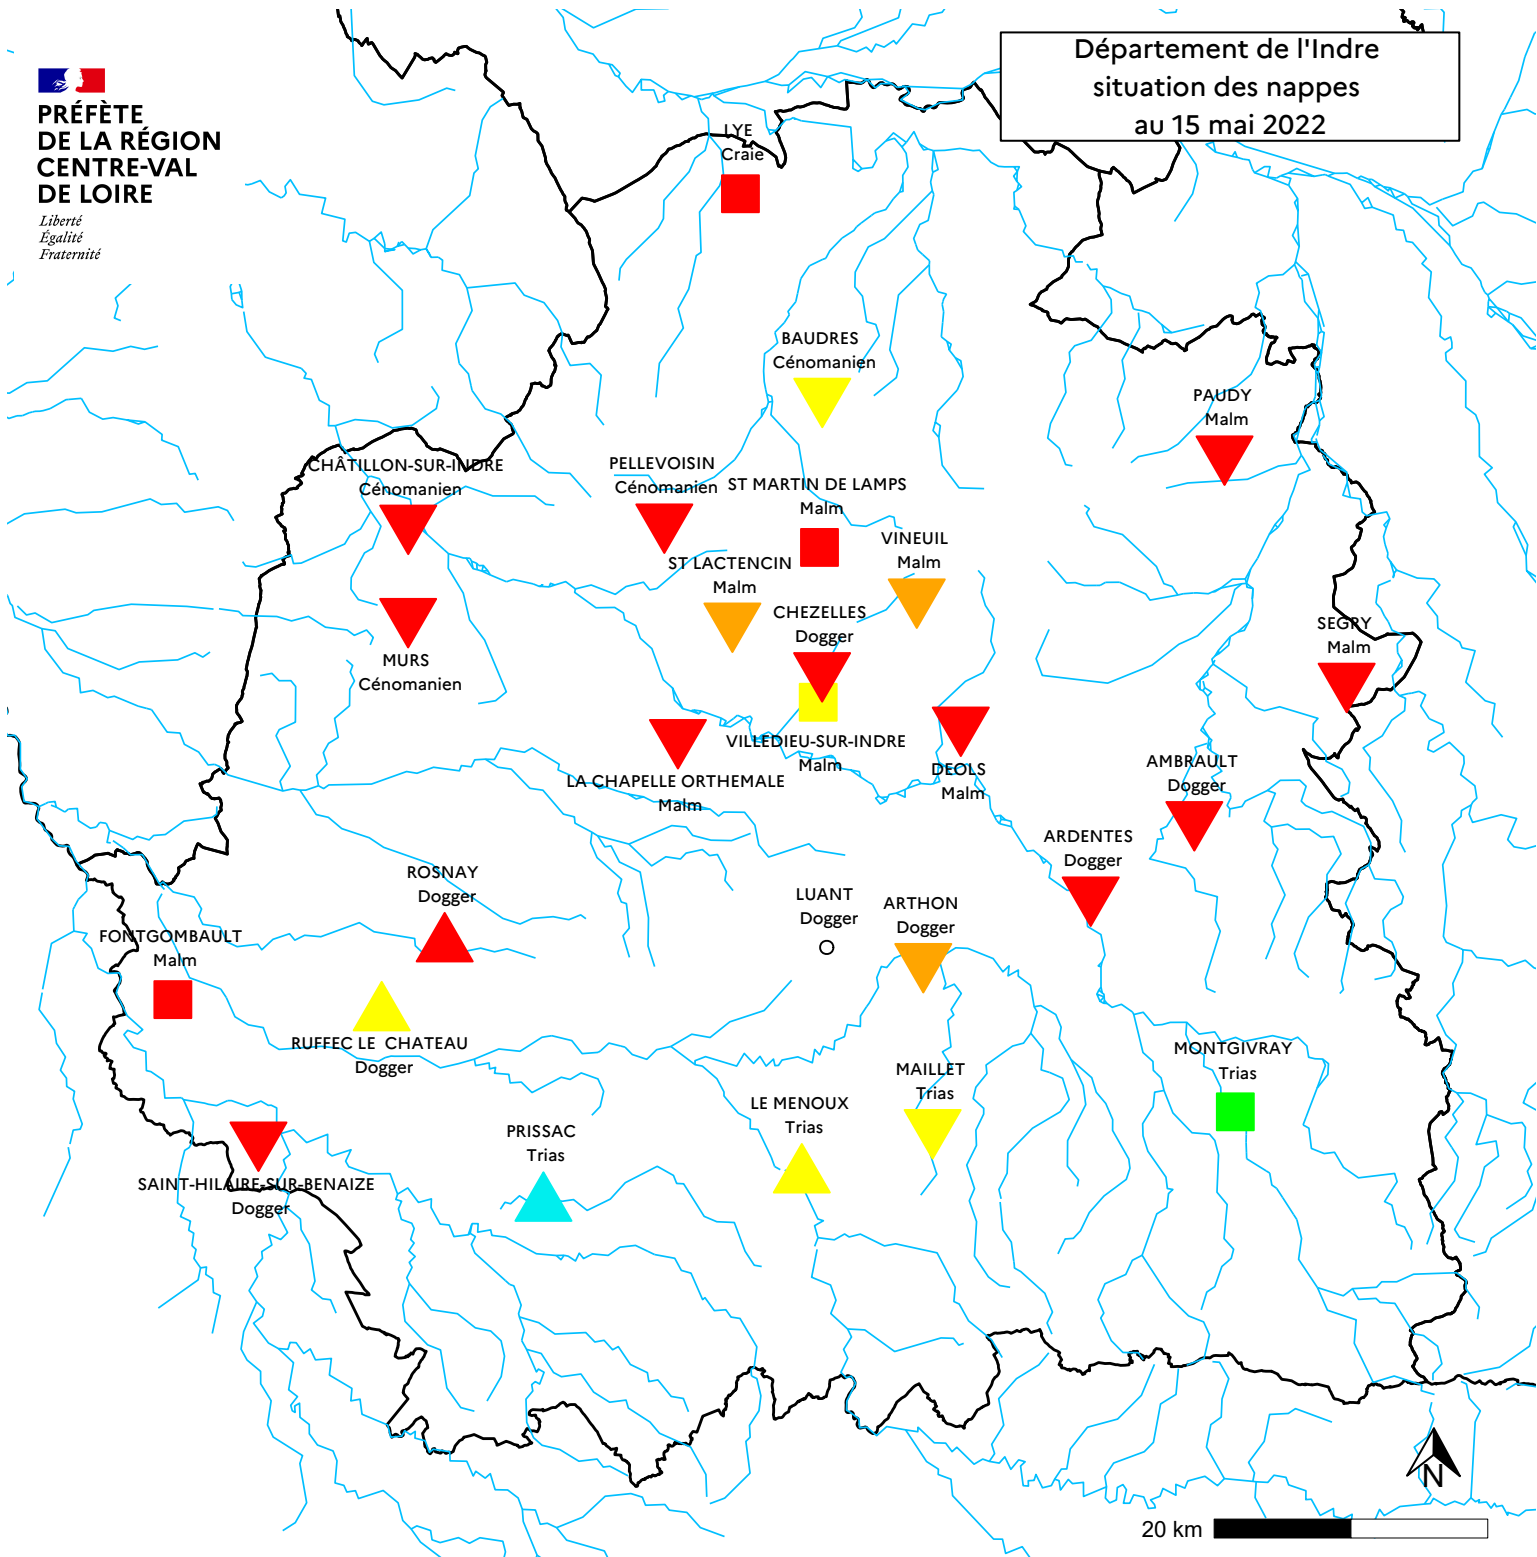 Département de l'Indre
situation des nappes
au 15 mai 2022
PRÉFÈTE
DE LA RÉGION
CENTRE-VAL
DE LOIRE
Liberté
Égalité
Fraternité
LYE
Craie
BAUDRES
Cénomanien
PAUDY
Malm
CHÂTILLON-SUR-INDRE
Cénomanien
PELLEVOISIN
Cénomanien
ST MARTIN DE LAMPS
Malm
VINEUIL
Malm
ST LACTENCIN
Malm
CHEZELLES
Dogger
SEGRY
Malm
MURS
Cénomanien
VILLEDIEU-SUR-INDRE
Malm
DEOLS
Malm
LA CHAPELLE ORTHEMALE
Malm
AMBRAULT
Dogger
ARDENTES
Dogger
ROSNAY
Dogger
LUANT
Dogger
ARTHON
Dogger
FONTGOMBAULT
Malm
RUFFEC LE CHATEAU
Dogger
MONTGIVRAY
Trias
MAILLET
Trias
LE MENOUX
Trias
PRISSAC
Trias
SAINT-HILAIRE-SUR-BENAIZE
Dogger
N
20 km